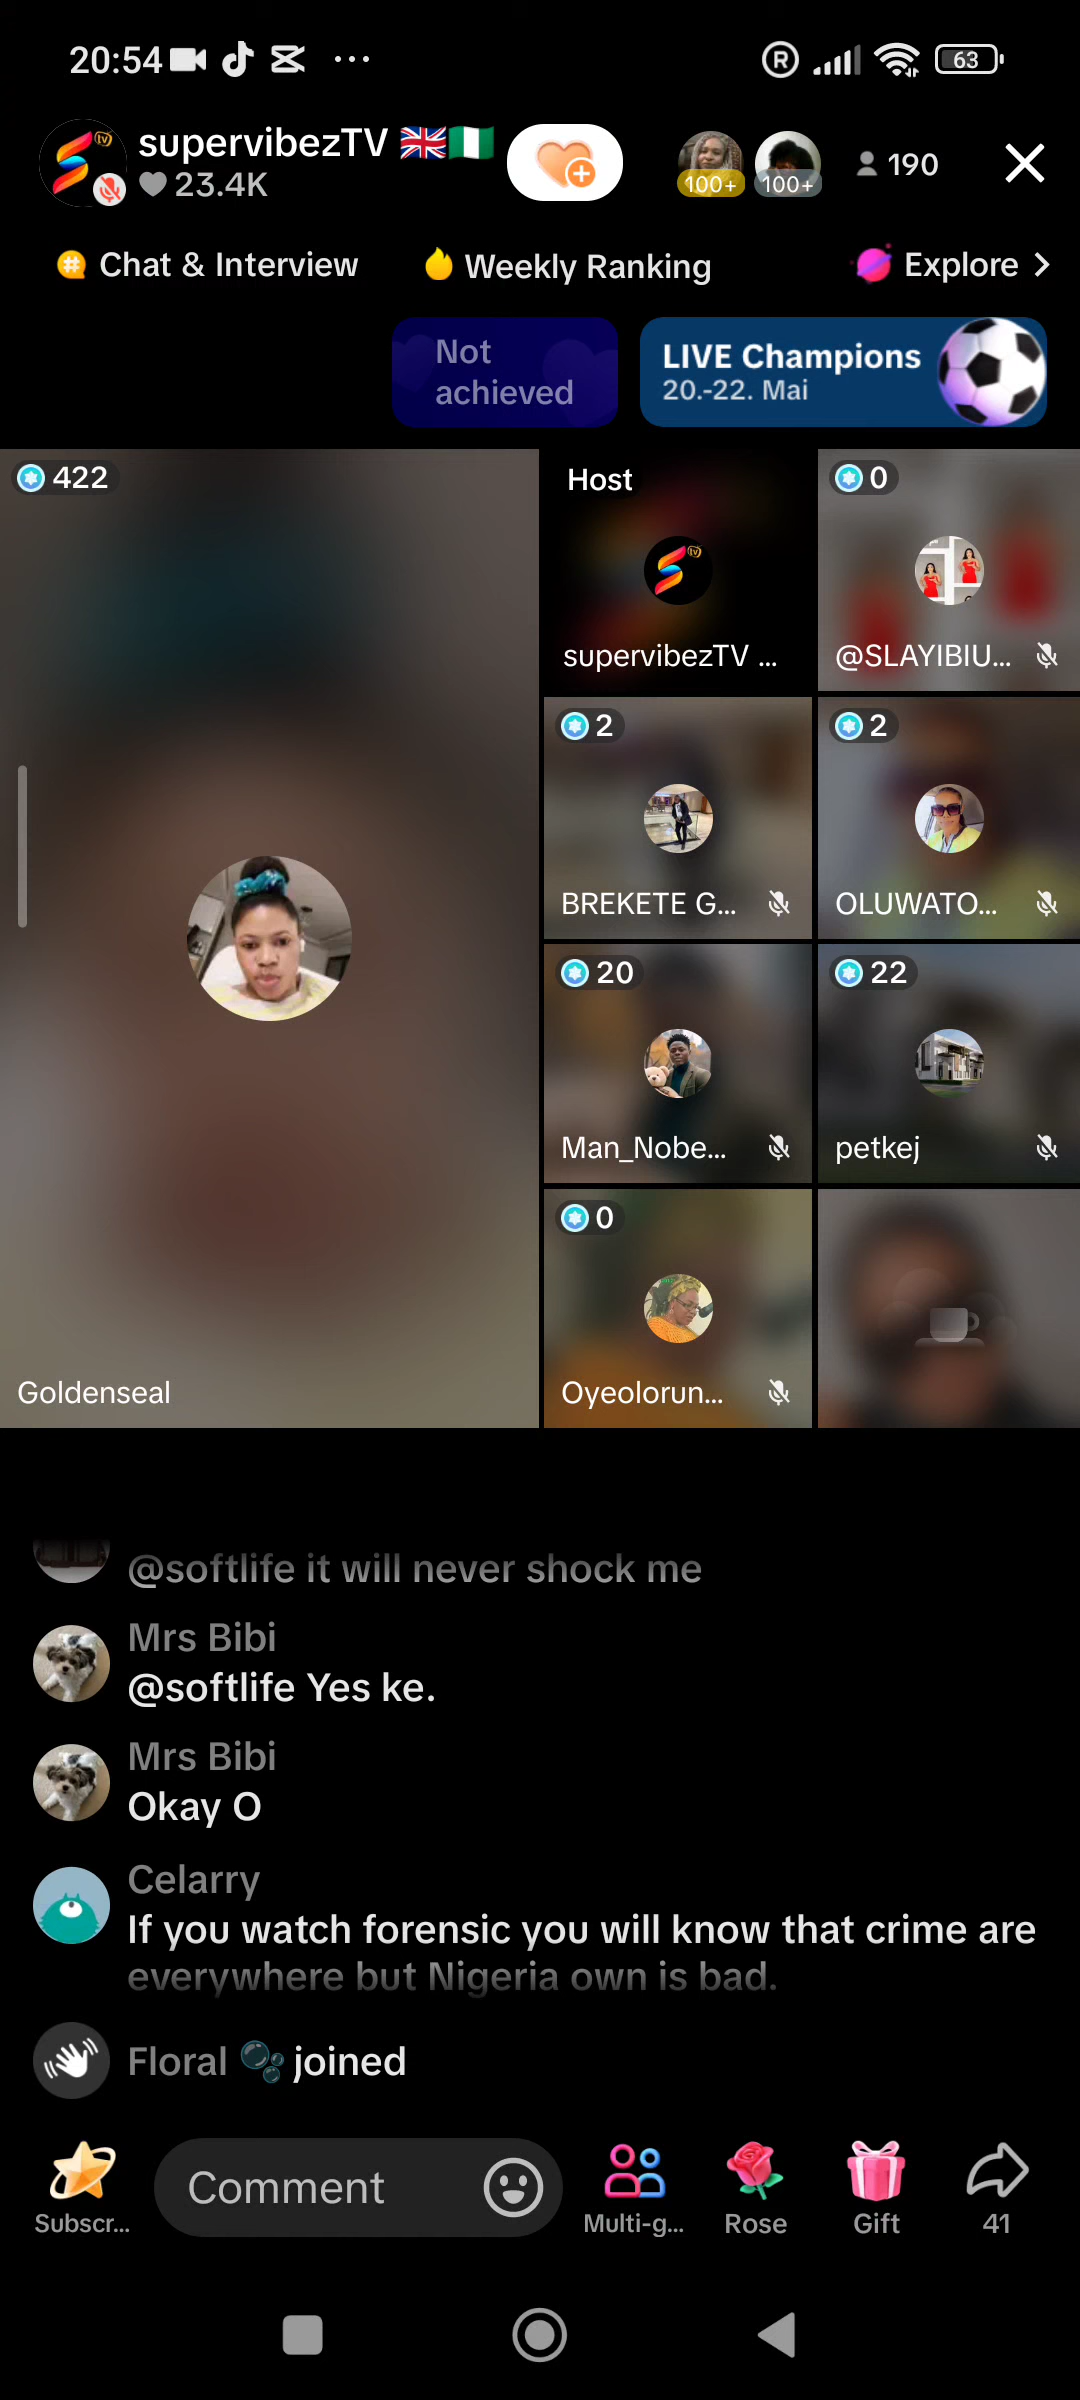 20:54
63
supervibezTV 🇬🇧🇳🇬
23.4K
100+
100+
190
Chat & Interview
Weekly Ranking
Explore
Not
achieved
LIVE Champions
20.-22. Mai
422
Host
0
supervibezTV ...
@SLAYIBIU...
2
2
BREKETE G...
OLUWATO...
20
22
Man_Nobe...
petkej
0
Goldenseal
Oyeolorun...
@softlife it will never shock me
Mrs Bibi
@softlife Yes ke.
Mrs Bibi
Okay O
Celarry
If you watch forensic you will know that crime are
everywhere but Nigeria own is bad.
Floral 🫧 joined
Comment
Subscr...
Multi-g...
Rose
Gift
41